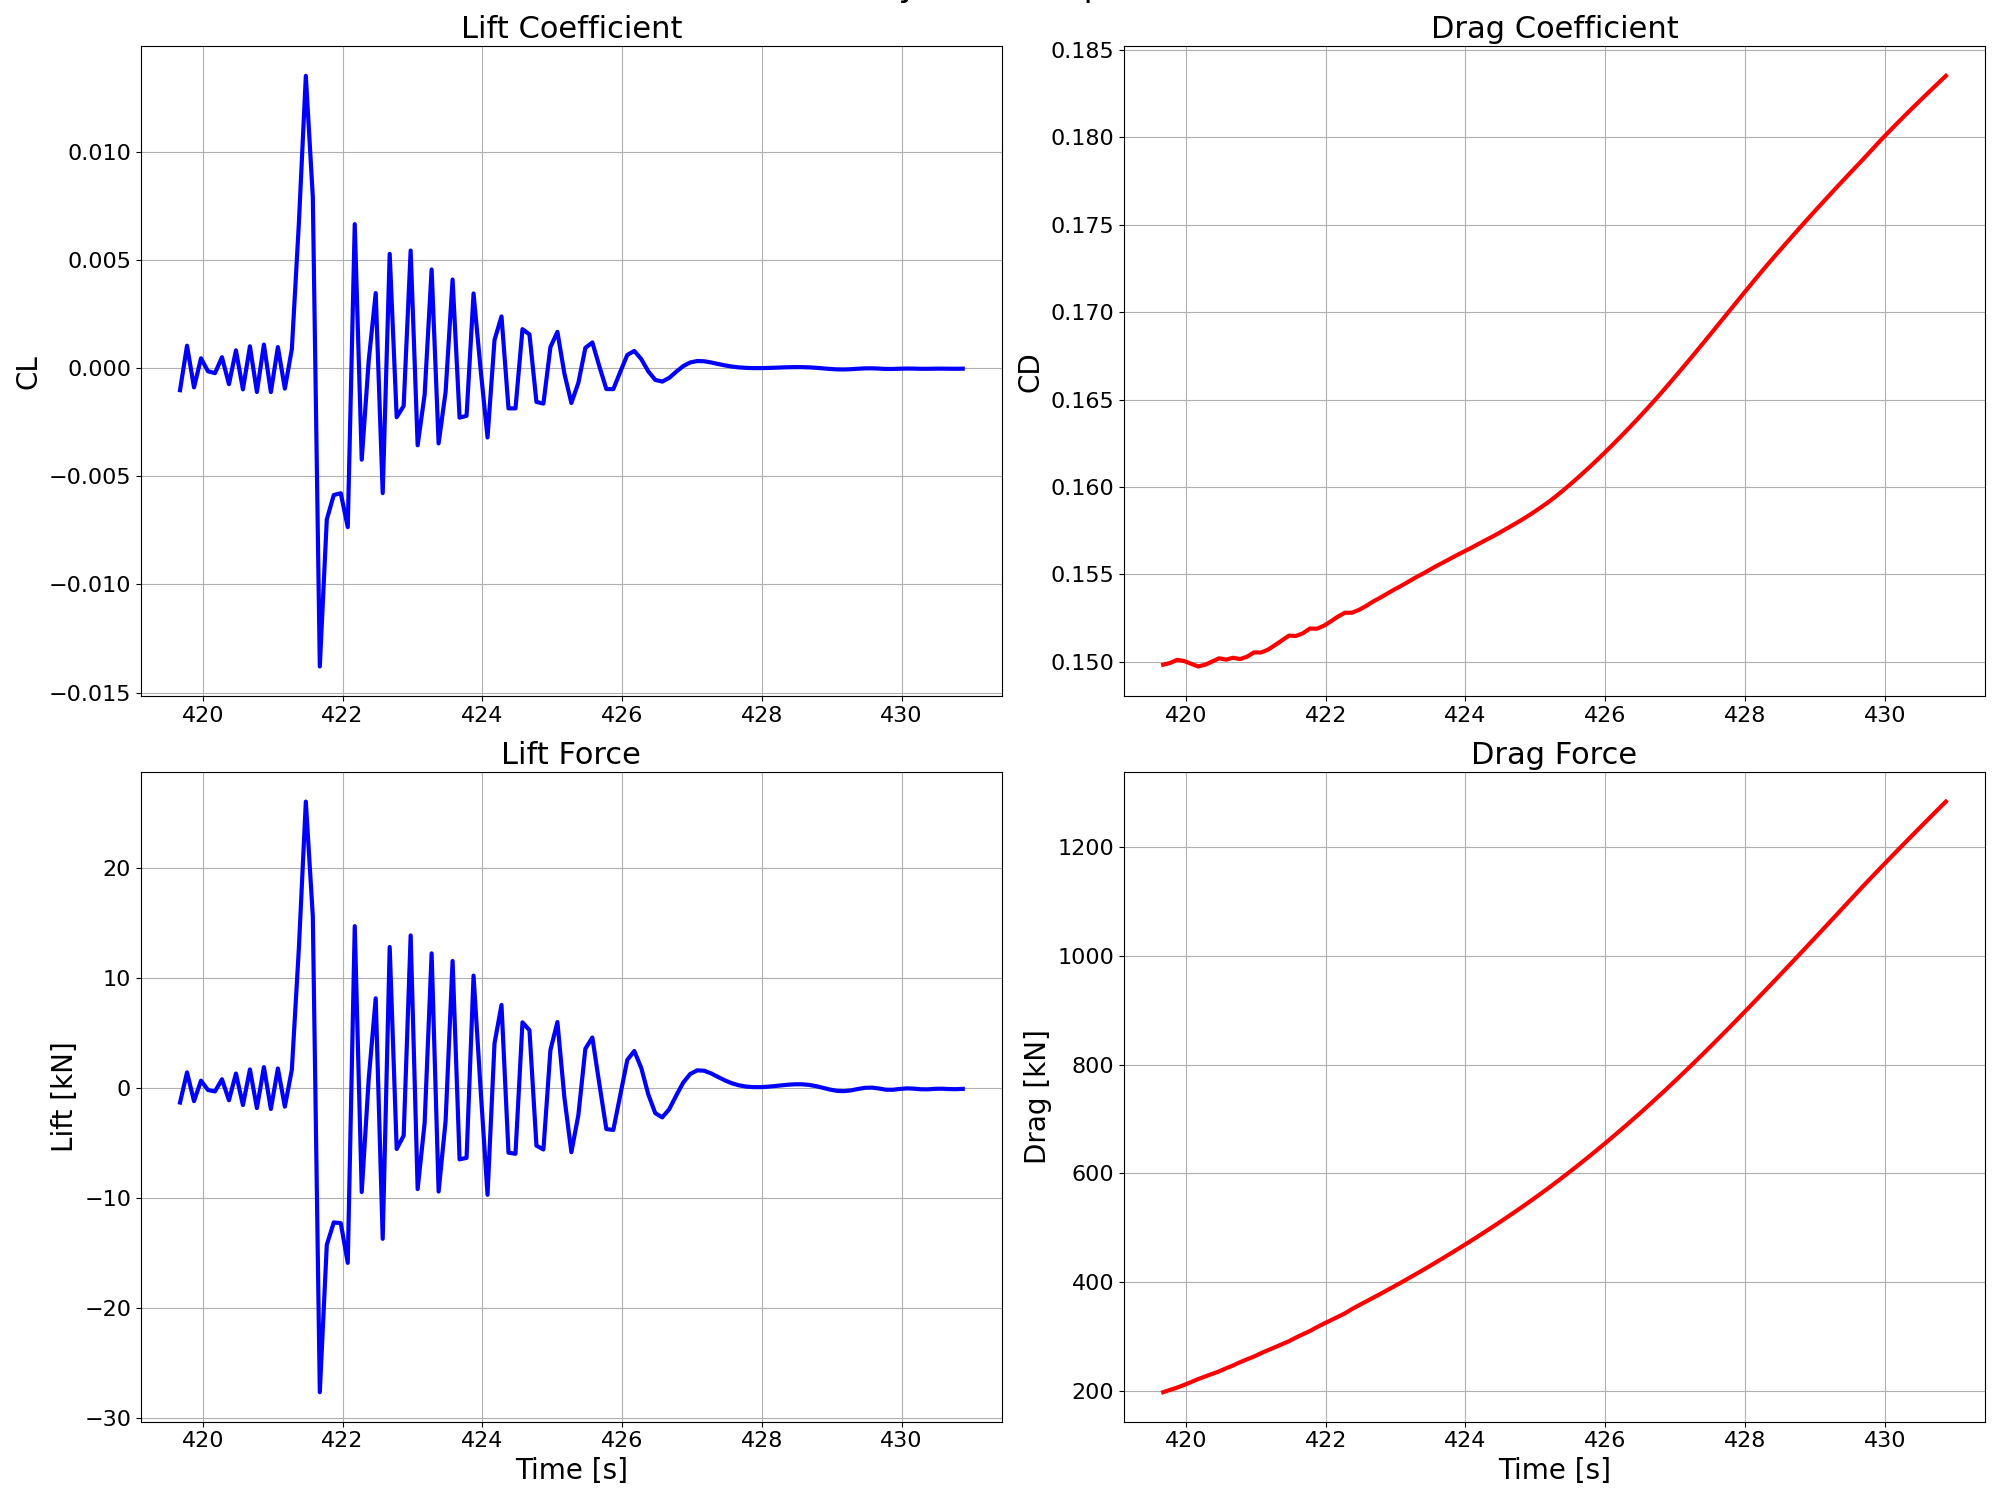 Lift Coefficient
CL
0.010
0.005
0.000
−0.005
−0.010
−0.015
420 422 424 426 428 430
Drag Coefficient
CD
0.185
0.180
0.175
0.170
0.165
0.160
0.155
0.150
420 422 424 426 428 430
Lift Force
Lift [kN]
20
10
0
−10
−20
−30
420 422 424 426 428 430
Time [s]
Drag Force
Drag [kN]
1200
1000
800
600
400
200
420 422 424 426 428 430
Time [s]